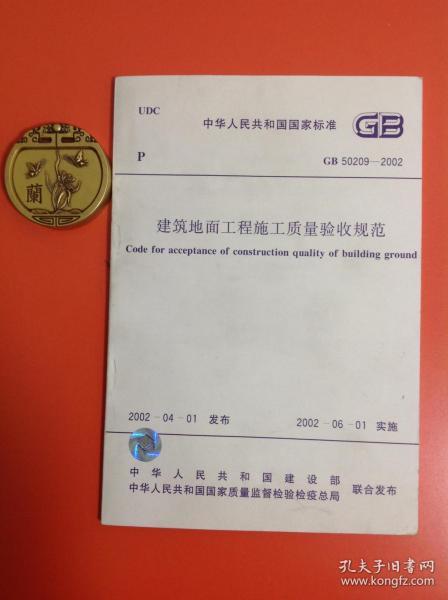 UDC
中华人民共和国国家标准 GB
P
GB 50209—2002
建筑地面工程施工质量验收规范
Code for acceptance of construction quality of building ground
2002-04-01 发布 2002-06-01 实施
中华人民共和国建设部
中华人民共和国国家质量监督检验检疫总局 联合发布
蘭
孔夫子旧书网
www.kongfz.com